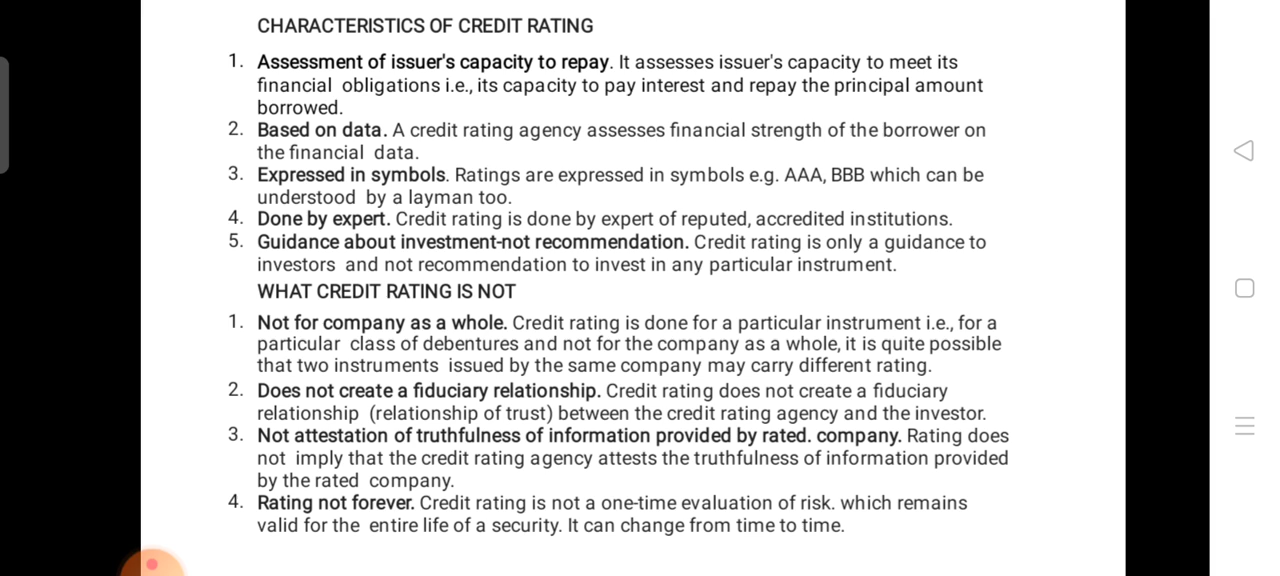 CHARACTERISTICS OF CREDIT RATING
1. Assessment of issuer's capacity to repay. It assesses issuer's capacity to meet its
financial obligations i.e., its capacity to pay interest and repay the principal amount
borrowed.
2. Based on data. A credit rating agency assesses financial strength of the borrower on
the financial data.
3. Expressed in symbols. Ratings are expressed in symbols e.g. AAA, BBB which can be
understood by a layman too.
4. Done by expert. Credit rating is done by expert of reputed, accredited institutions.
5. Guidance about investment-not recommendation. Credit rating is only a guidance to
investors and not recommendation to invest in any particular instrument.
WHAT CREDIT RATING IS NOT
1. Not for company as a whole. Credit rating is done for a particular instrument i.e., for a
particular class of debentures and not for the company as a whole, it is quite possible
that two instruments issued by the same company may carry different rating.
2. Does not create a fiduciary relationship. Credit rating does not create a fiduciary
relationship (relationship of trust) between the credit rating agency and the investor.
3. Not attestation of truthfulness of information provided by rated. company. Rating does
not imply that the credit rating agency attests the truthfulness of information provided
by the rated company.
4. Rating not forever. Credit rating is not a one-time evaluation of risk. which remains
valid for the entire life of a security. It can change from time to time.